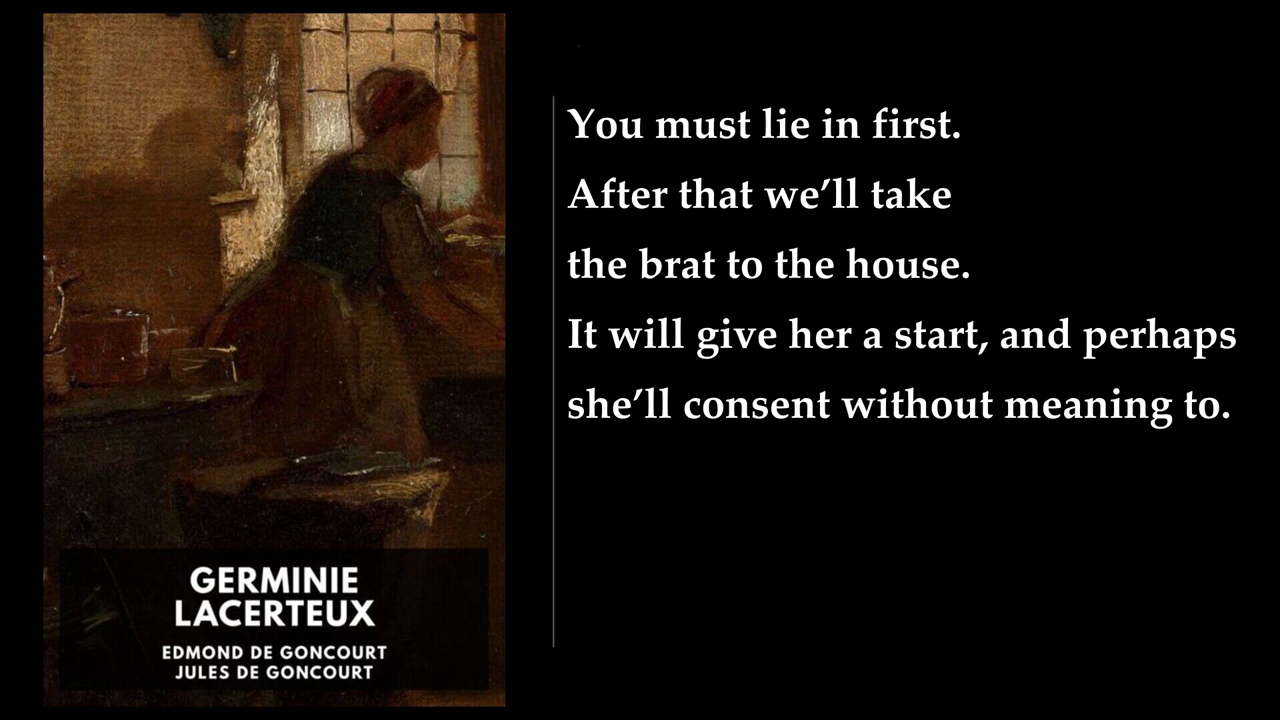 You must lie in first.
After that we’ll take
the brat to the house.
It will give her a start, and perhaps
she’ll consent without meaning to.
GERMINIE
LACERTEUX
EDMOND DE GONCOURT
JULES DE GONCOURT